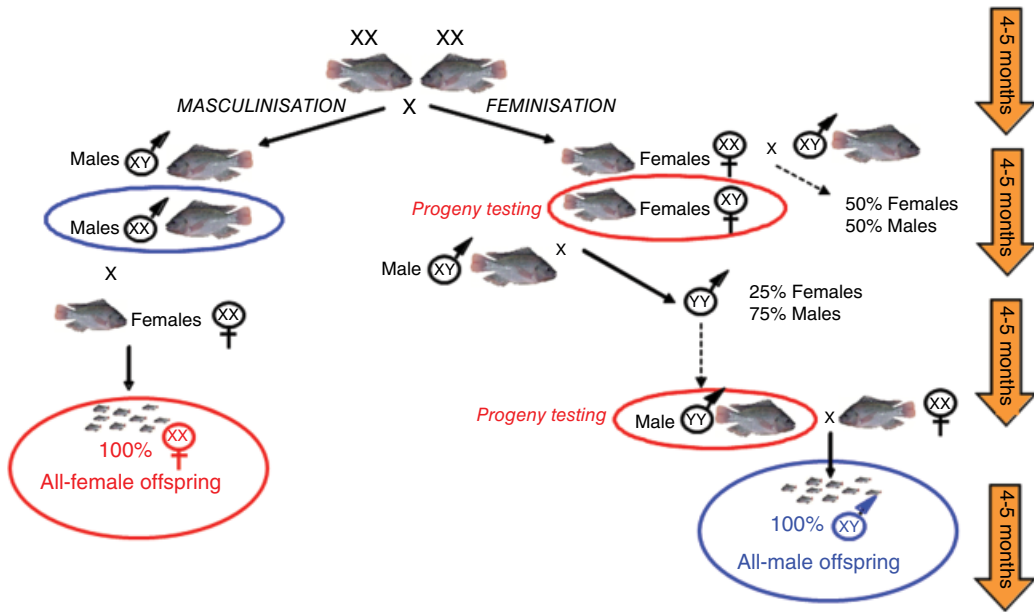 XX XX
MASCULINISATION X FEMINISATION
Males XY
Females XX x XY
Males XX
Progeny testing Females XY
50% Females
50% Males
X
Male XY x
YY 25% Females
75% Males
Females XX
Progeny testing Male YY x XX
100% XX
All-female offspring
100% XY
All-male offspring
4-5 months
4-5 months
4-5 months
4-5 months